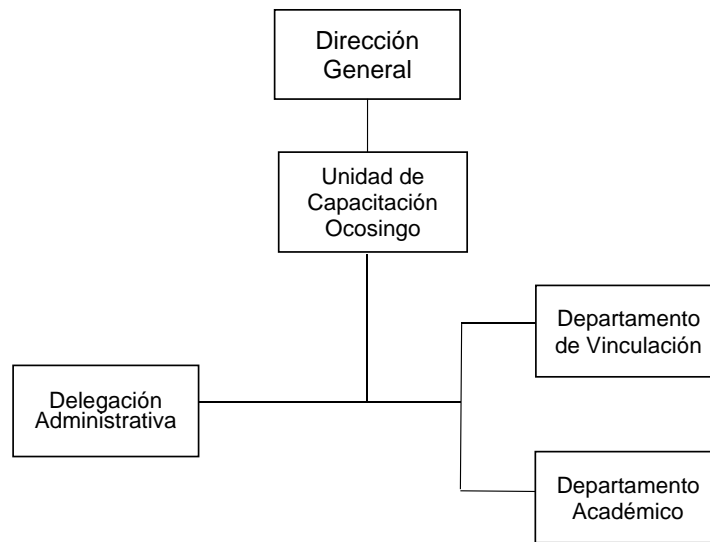 Dirección
General
Unidad de
Capacitación
Ocosingo
Departamento
de Vinculación
Delegación
Administrativa
Departamento
Académico